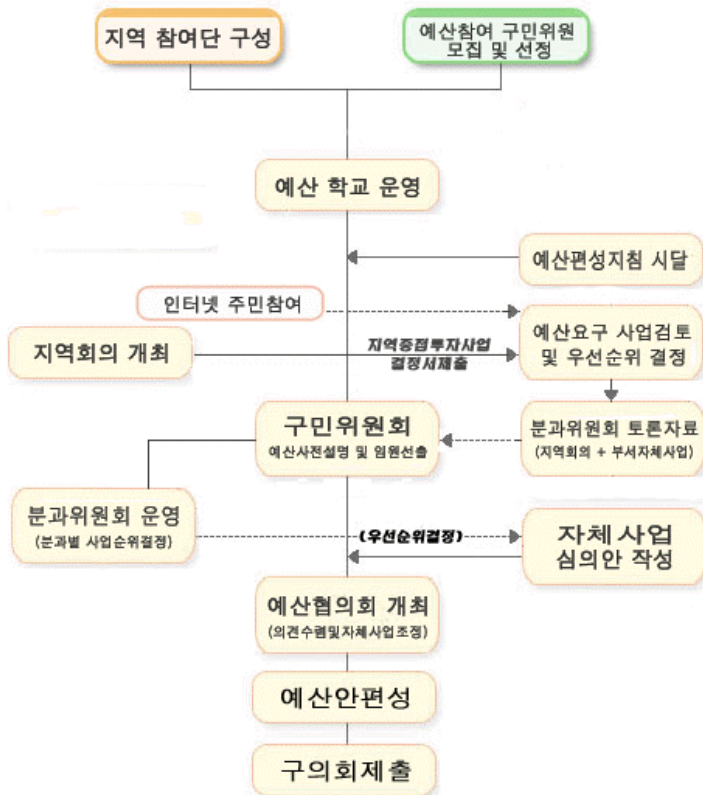 지역 참여단 구성
예산참여 구민위원
모집 및 선정
예산 학교 운영
예산편성지침 시달
인터넷 주민참여
예산요구 사업검토
및 우선순위 결정
지역회의 개최
지역중점투자사업
결정서제출
구민위원회
예산사전설명 및 임원선출
분과위원회 토론자료
(지역회의 + 부서자체사업)
분과위원회 운영
(분과별 사업순위결정)
(우선순위결정)
자체사업
심의안 작성
예산협의회 개최
(의견수렴및자체사업조정)
예산안편성
구의회제출